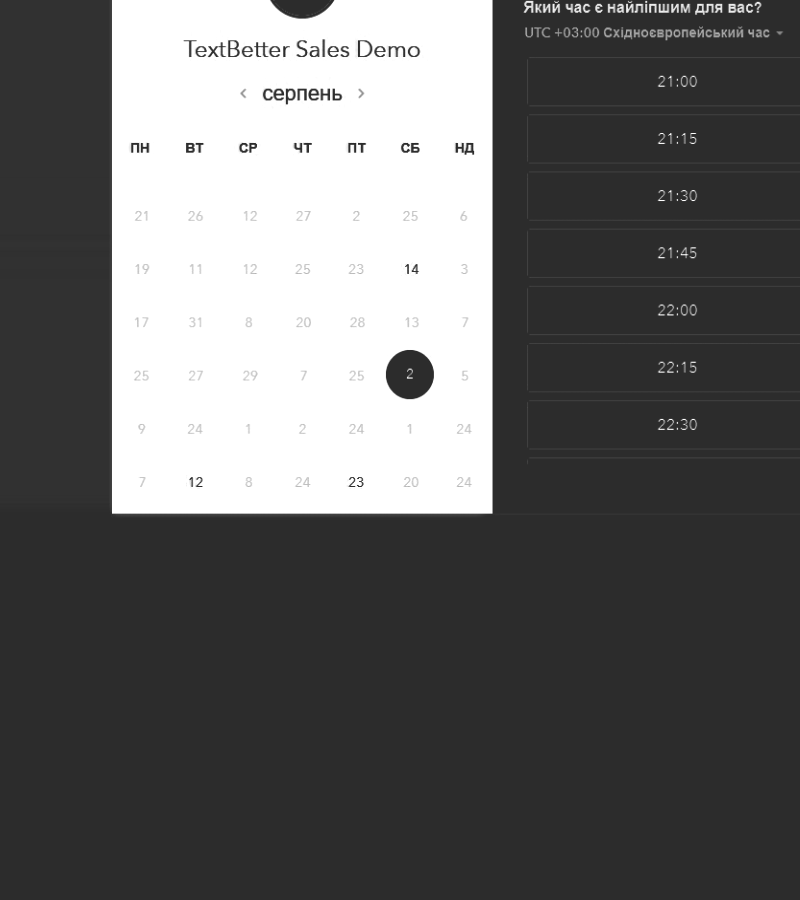 TextBetter Sales Demo
серпень
ПН ВТ СР ЧТ ПТ СБ НД
21 26 12 27 2 25 6
19 11 12 25 23 14 3
17 31 8 20 28 13 7
25 27 29 7 25 2 5
9 24 1 2 24 1 24
7 12 8 24 23 20 24
Який час є найліпшим для вас?
UTC +03:00 Східноєвропейський час
21:00
21:15
21:30
21:45
22:00
22:15
22:30